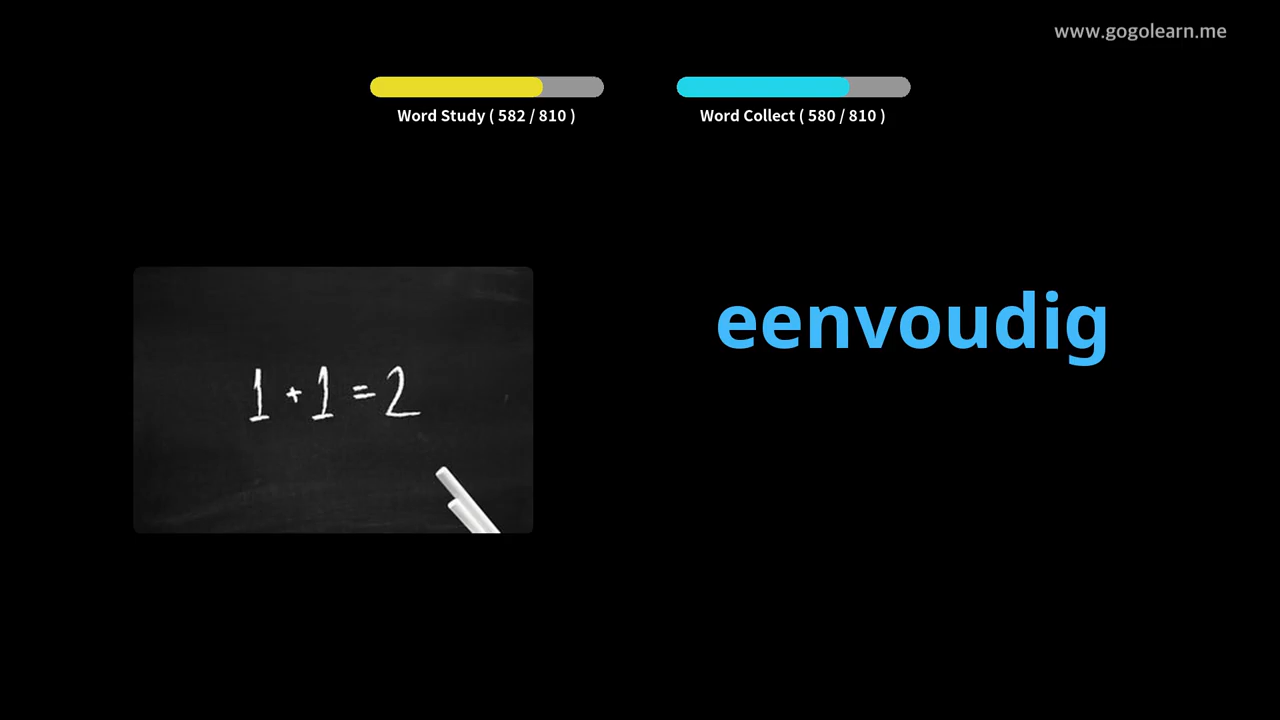 www.gogolearn.me
Word Study ( 582 / 810 )
Word Collect ( 580 / 810 )
eenvoudig
1 + 1 = 2